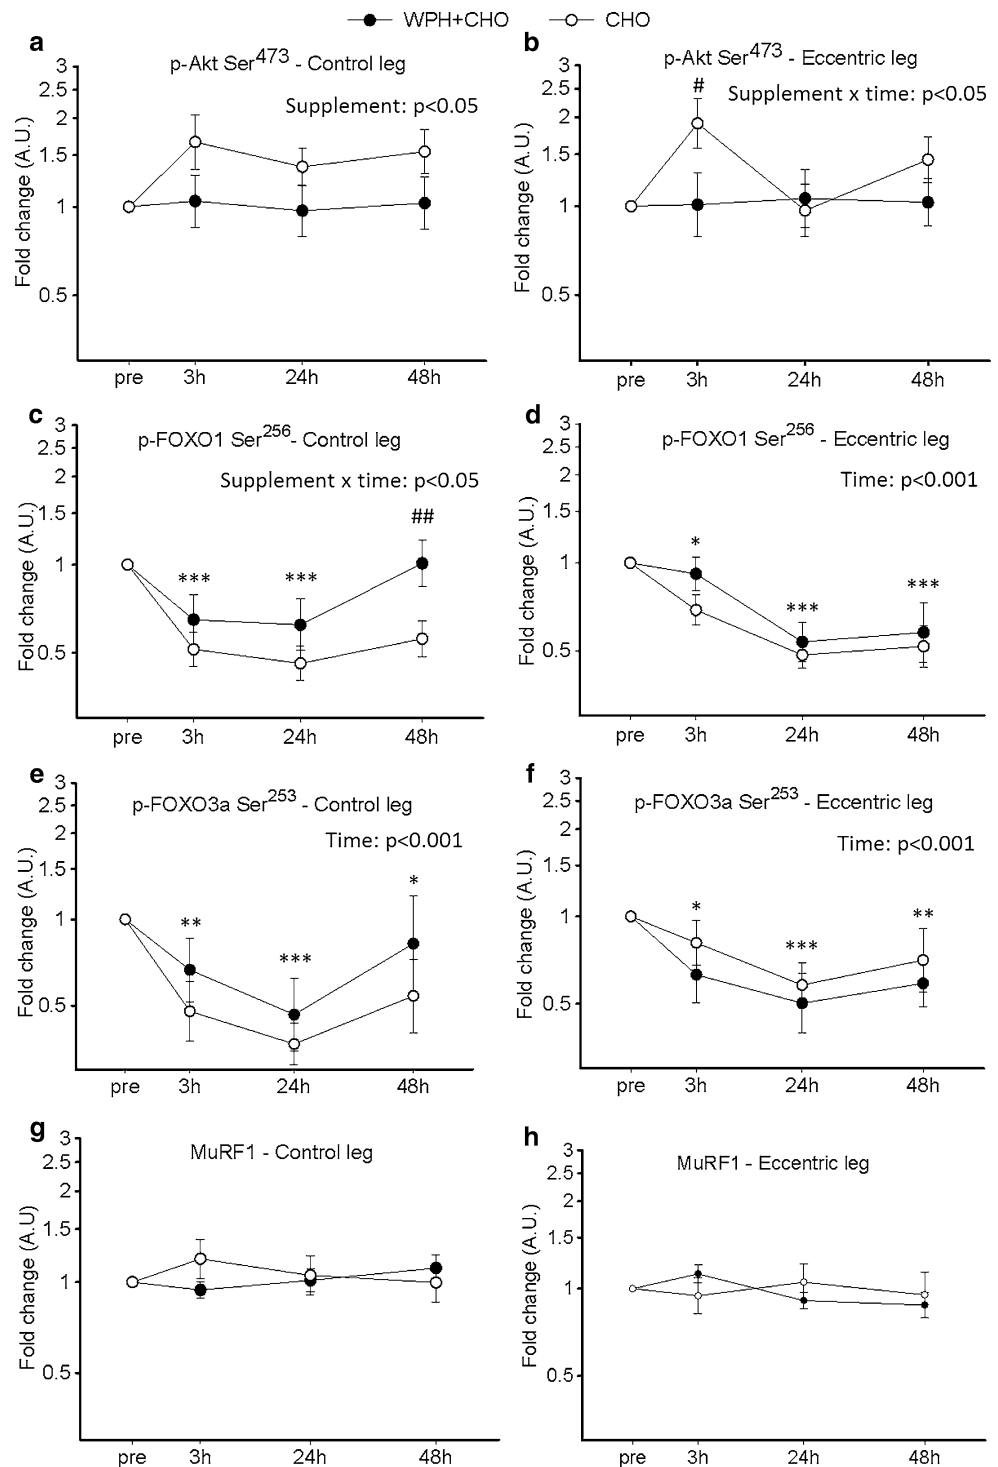 WPH+CHO CHO
a
p-Akt Ser473 - Control leg
Supplement: p<0.05
Fold change (A.U.)
3
2.5
2
1.5
1
0.5
pre 3h 24h 48h
b
p-Akt Ser473 - Eccentric leg
#
Supplement x time: p<0.05
Fold change (A.U.)
3
2.5
2
1.5
1
0.5
pre 3h 24h 48h
c
p-FOXO1 Ser256- Control leg
Supplement x time: p<0.05
##
*** ***
Fold change (A.U.)
3
2.5
2
1.5
1
0.5
pre 3h 24h 48h
d
p-FOXO1 Ser256 - Eccentric leg
Time: p<0.001
* *** ***
Fold change (A.U.)
3
2.5
2
1.5
1
0.5
pre 3h 24h 48h
e
p-FOXO3a Ser253 - Control leg
Time: p<0.001
** *** *
Fold change (A.U.)
3
2.5
2
1.5
1
0.5
pre 3h 24h 48h
f
p-FOXO3a Ser253 - Eccentric leg
Time: p<0.001
* *** **
Fold change (A.U.)
3
2.5
2
1.5
1
0.5
pre 3h 24h 48h
g
MuRF1 - Control leg
Fold change (A.U)
3
2.5
2
1.5
1
0.5
pre 3h 24h 48h
h
MuRF1 - Eccentric leg
Fold change (A.U.)
3
2.5
2
1.5
1
0.5
pre 3h 24h 48h